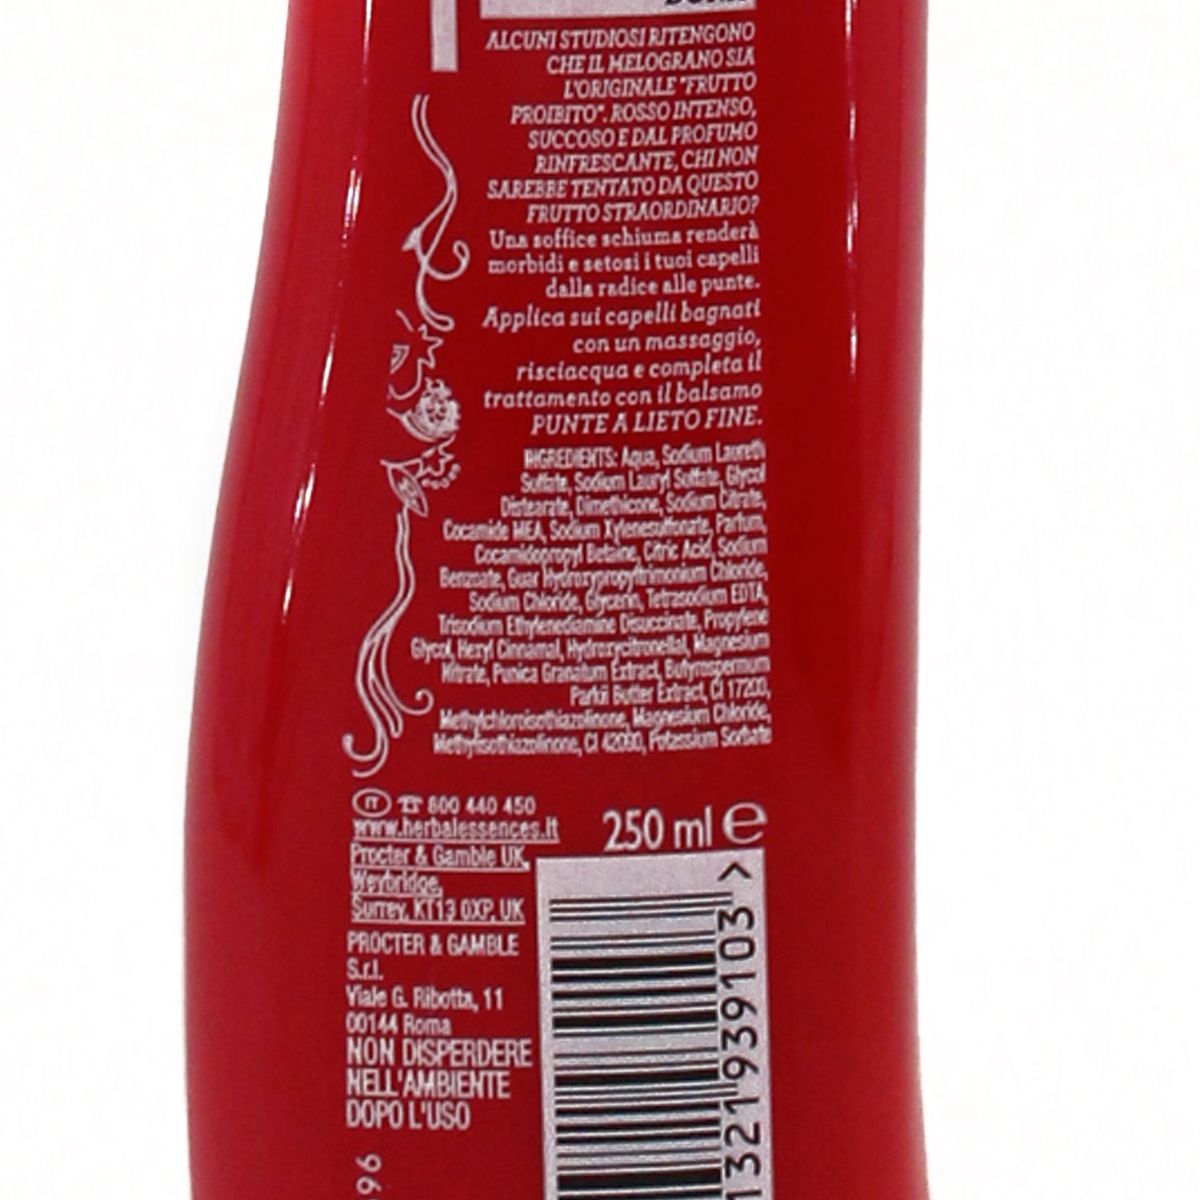 ALCUNI STUDIOSI RITENGONO
CHE IL MELOGRANO SIA
L'ORIGINALE "FRUTTO
PROIBITO". ROSSO INTENSO,
SUCCOSO E DAL PROFUMO
RINFRESCANTE, CHI NON
SAREBBE TENTATO DA QUESTO
FRUTTO STRAORDINARIO?
Una soffice schiuma renderà
morbidi e setosi i tuoi capelli
dalla radice alle punte.
Applica sui capelli bagnati
con un massaggio,
risciacqua e completa il
trattamento con il balsamo
PUNTE A LIETO FINE.
INGREDIENTS: Aqua, Sodium Laureth
Sulfate, Sodium Lauryl Sulfate, Glycol
Distearate, Dimethicone, Sodium Citrate,
Cocamide MEA, Sodium Xylenesulfonate, Parfum,
Cocamidopropyl Betaine, Citric Acid, Sodium
Benzoate, Guar Hydroxypropyltrimonium Chloride,
Sodium Chloride, Glycerin, Tetrasodium EDTA,
Trisodium Ethylenediamine Disuccinate, Propylene
Glycol, Hexyl Cinnamal, Hydroxycitronellal, Magnesium
Nitrate, Punica Granatum Extract, Butyrospermum
Parkii Butter Extract, CI 17200,
Methylchloroisothiazolinone, Magnesium Chloride,
Methylisothiazolinone, CI 42090, Potassium Sorbate
IT ☎ 800 440 450
www.herbalessences.it
Procter & Gamble UK,
Weybridge,
Surrey, KT13 0XP, UK
250 ml e
PROCTER & GAMBLE
S.r.l.
Viale G. Ribotta, 11
00144 Roma
NON DISPERDERE
NELL'AMBIENTE
DOPO L'USO
96
1321939103 >